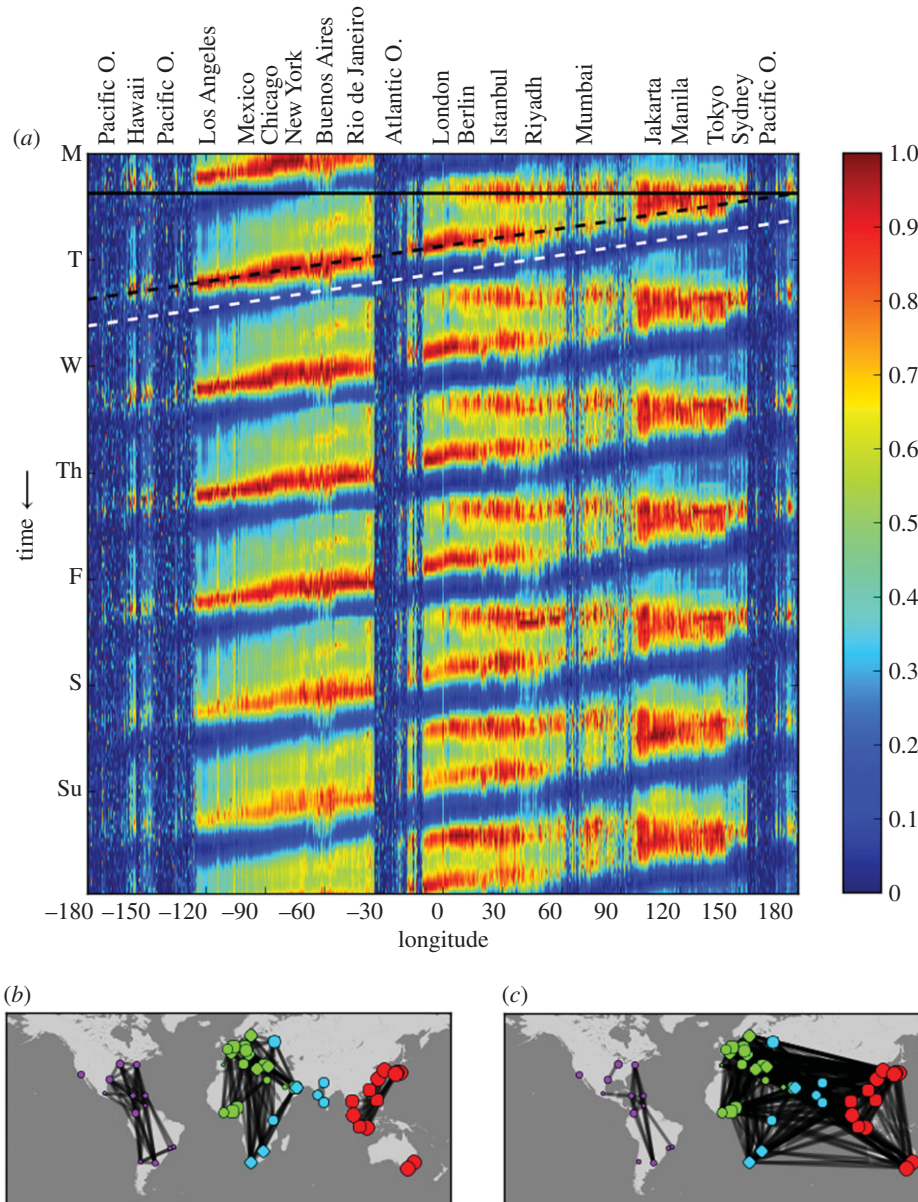 (a)
Pacific O.
Hawaii
Pacific O.
Los Angeles
Mexico
Chicago
New York
Buenos Aires
Rio de Janeiro
Atlantic O.
London
Berlin
Istanbul
Riyadh
Mumbai
Jakarta
Manila
Tokyo
Sydney
Pacific O.
M
T
W
Th
F
S
Su
time ←
−180 −150 −120 −90 −60 −30 0 30 60 90 120 150 180
longitude
1.0
0.9
0.8
0.7
0.6
0.5
0.4
0.3
0.2
0.1
0
(b)
(c)